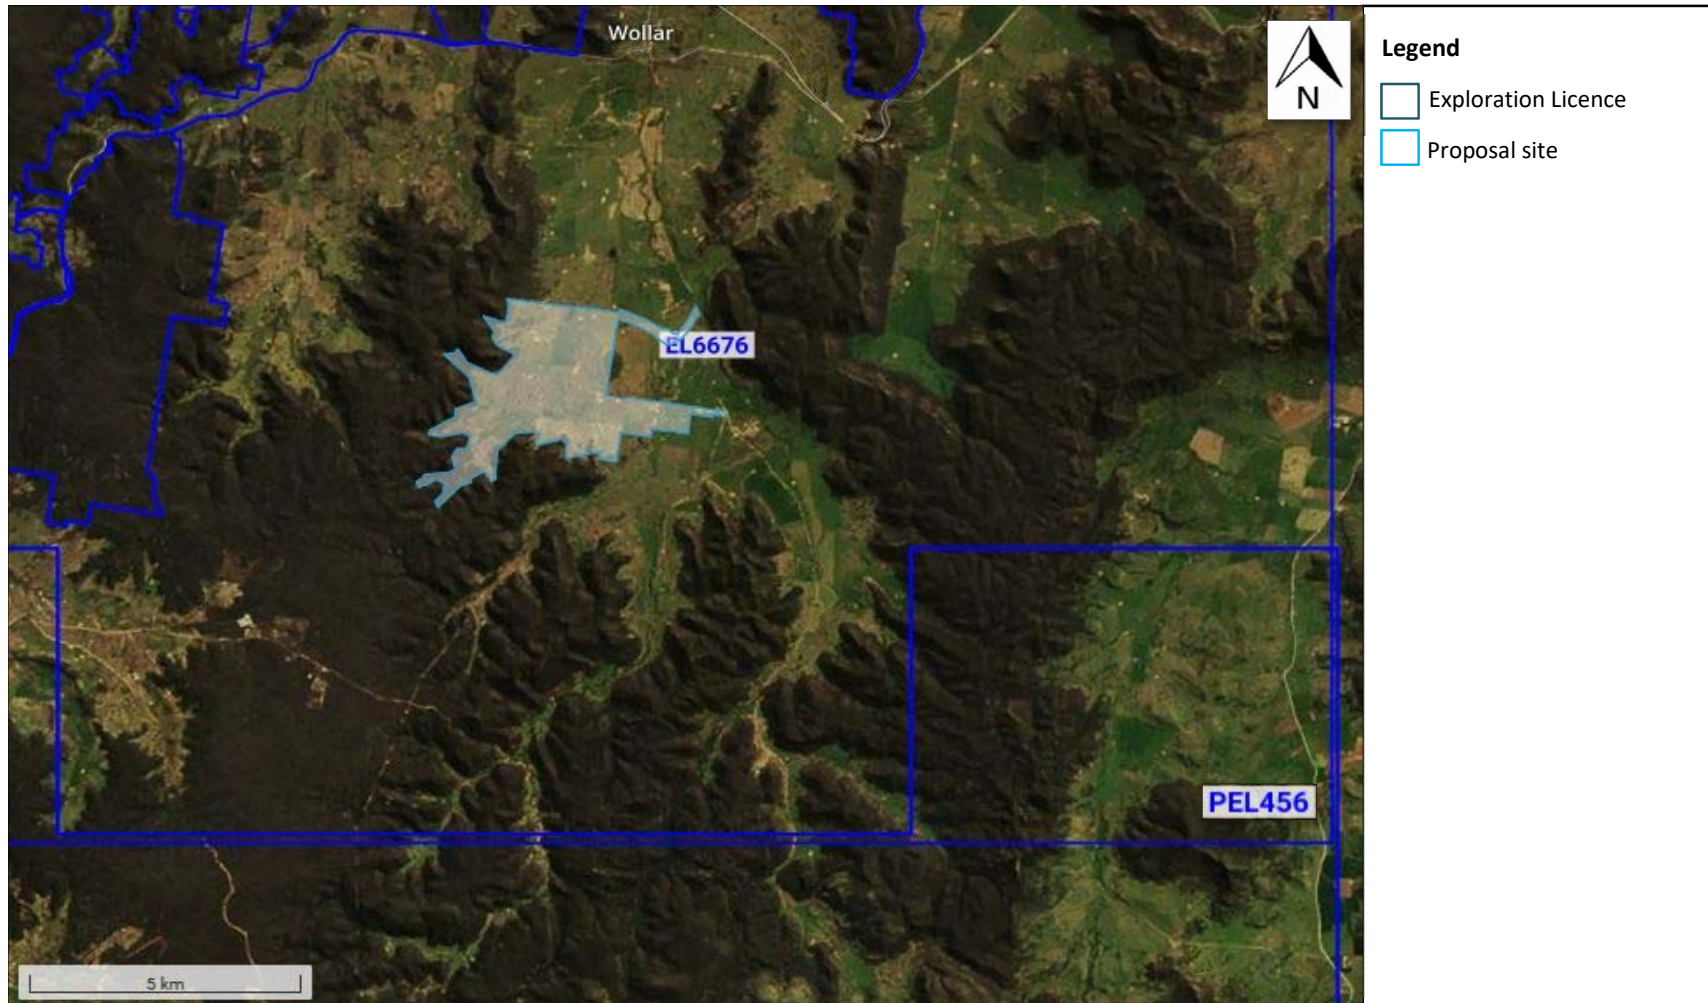 Wollar
N
Legend
Exploration Licence
Proposal site
EL6676
PEL456
5 km